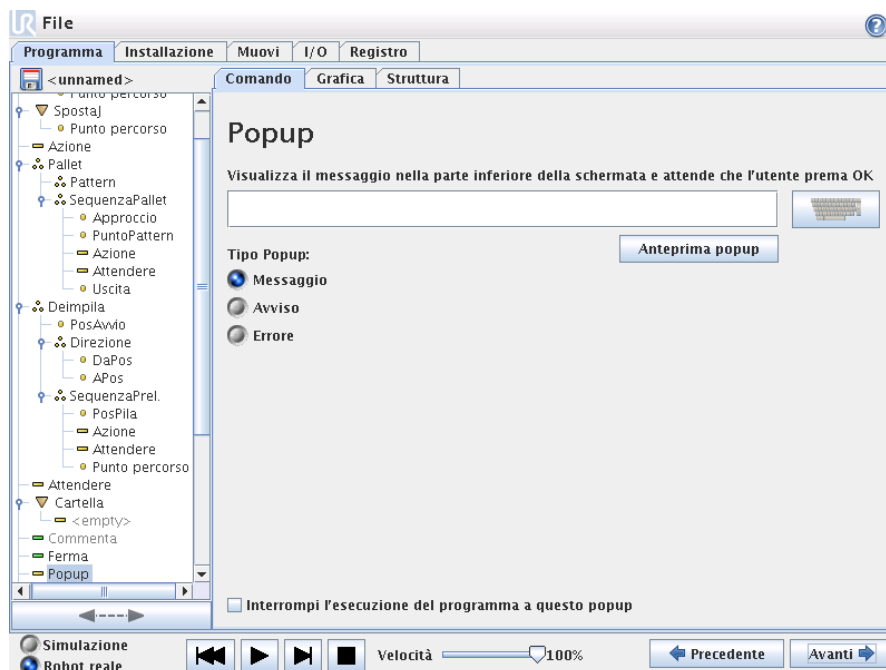 UR File
Programma Installazione Muovi I/O Registro
<unnamed>
Comando Grafica Struttura
Punto percorso
SpostaJ
Punto percorso
Azione
Pallet
Pattern
SequenzaPallet
Approccio
PuntoPattern
Azione
Attendere
Uscita
Deimpila
PosAvvio
Direzione
DaPos
APos
SequenzaPrel.
PosPila
Azione
Attendere
Punto percorso
Attendere
Cartella
<empty>
Commenta
Ferma
Popup
Popup
Visualizza il messaggio nella parte inferiore della schermata e attende che l'utente prema OK
Anteprima popup
Tipo Popup:
Messaggio
Avviso
Errore
Interrompi l'esecuzione del programma a questo popup
Simulazione
Robot reale
Velocità 100%
Precedente
Avanti